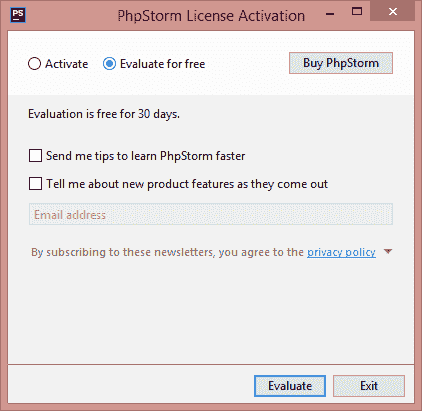 PS PhpStorm License Activation
Activate Evaluate for free Buy PhpStorm
Evaluation is free for 30 days.
Send me tips to learn PhpStorm faster
Tell me about new product features as they come out
Email address
By subscribing to these newsletters, you agree to the privacy policy
Evaluate Exit